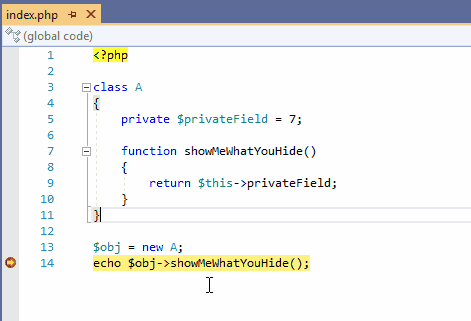 index.php
(global code)
1 <?php
2
3 class A
4 {
5 private $privateField = 7;
6
7 function showMeWhatYouHide()
8 {
9 return $this->privateField;
10 }
11 }
12
13 $obj = new A;
14 echo $obj->showMeWhatYouHide();